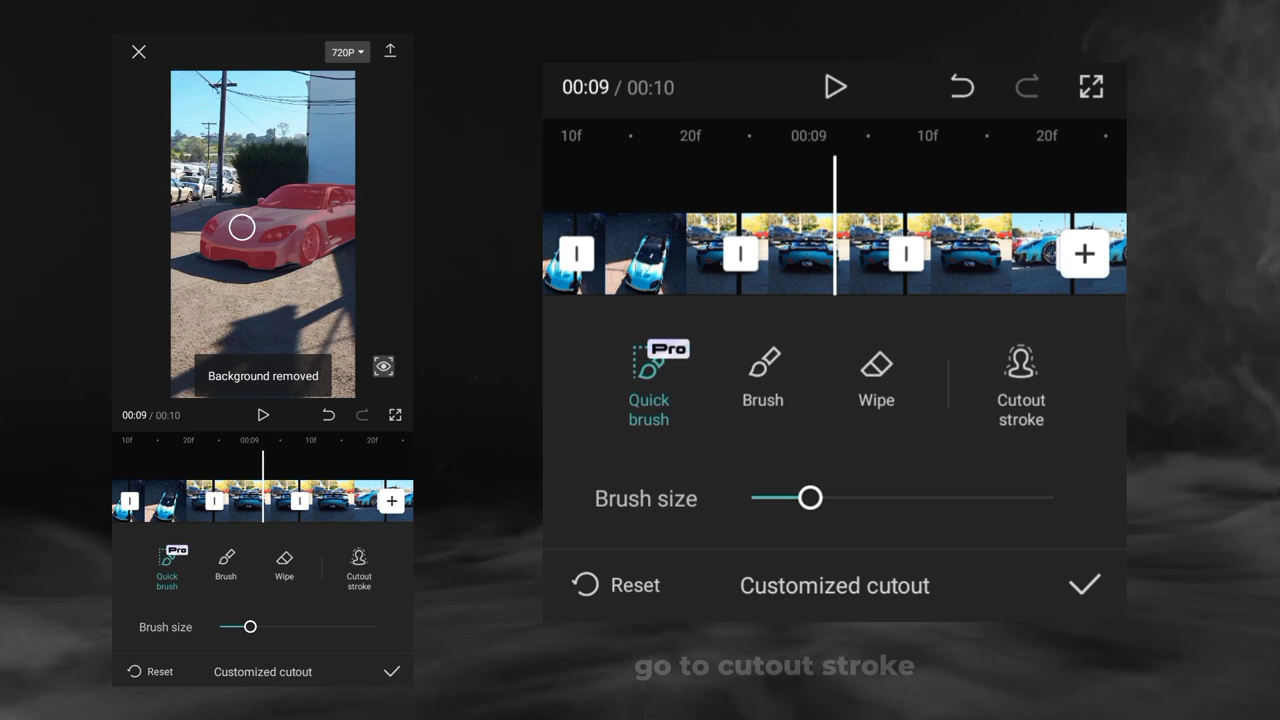 720P
Background removed
00:09 / 00:10
10f 20f 00:09 10f 20f
Pro
Quick brush
Brush
Wipe
Cutout stroke
Brush size
Reset
Customized cutout
00:09 / 00:10
10f 20f 00:09 10f 20f
Pro
Quick
brush
Brush
Wipe
Cutout
stroke
Brush size
Reset
Customized cutout
go to cutout stroke